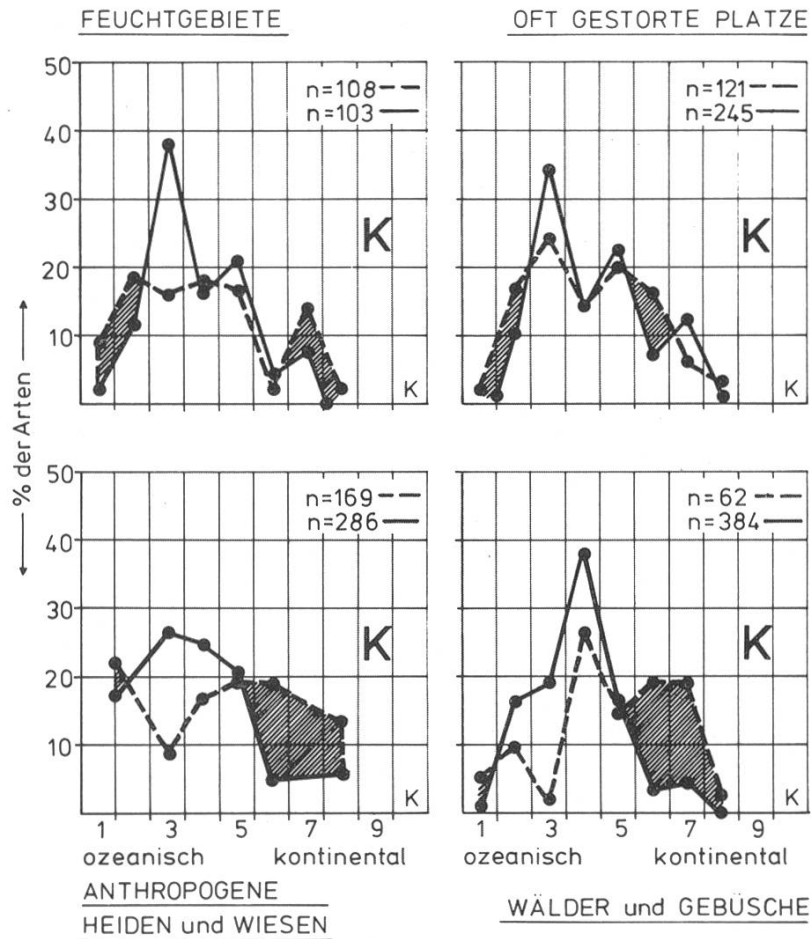 FEUCHTGEBIETE
OFT GESTORTE PLATZE
50
40
30
20
10
n=108
n=103
K
K
n=121
n=245
K
K
← % der Arten →
50
40
30
20
10
n=169
n=286
K
K
1 3 5 7 9
ozeanisch kontinental
n=62
n=384
K
K
1 3 5 7 9
ozeanisch kontinental
ANTHROPOGENE
HEIDEN und WIESEN
WÄLDER und GEBÜSCHE